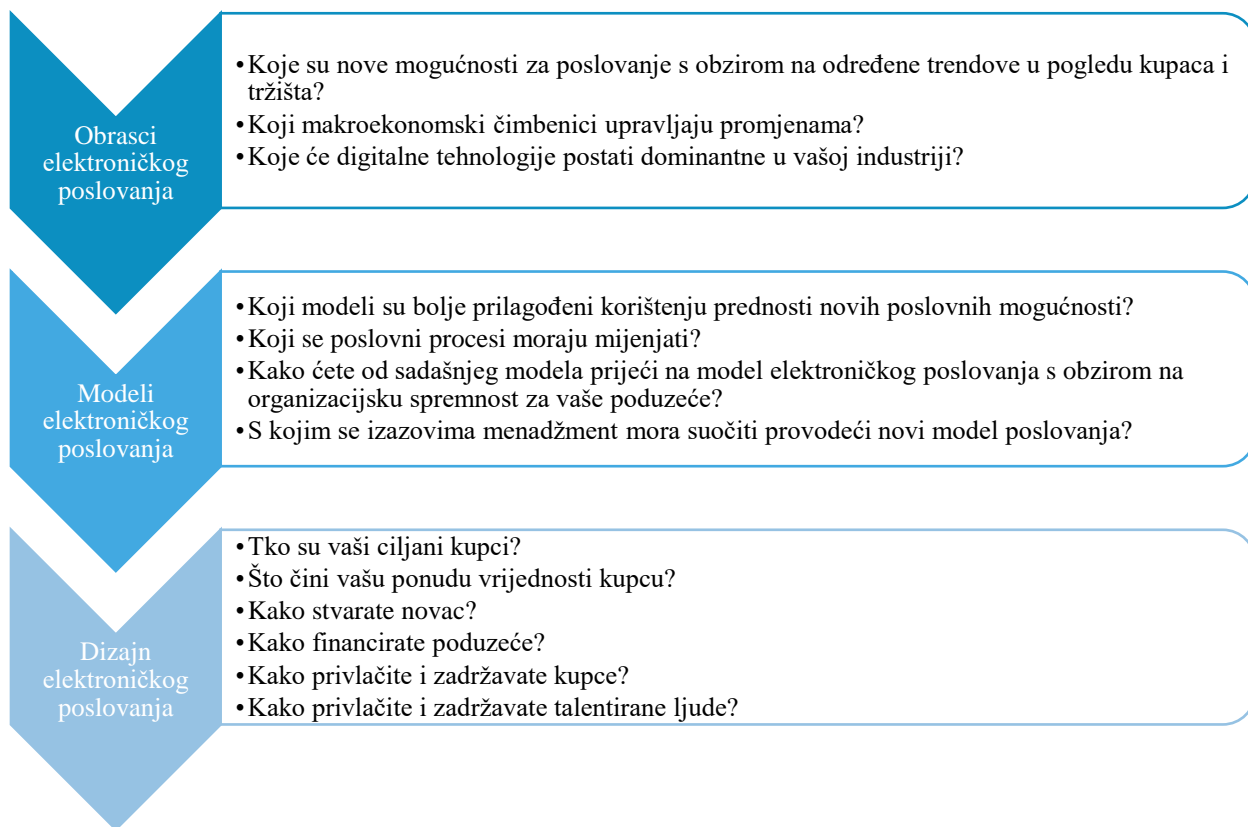 Obrasci
elektroničkog
poslovanja
•Koje su nove mogućnosti za poslovanje s obzirom na određene trendove u pogledu kupaca i
tržišta?
•Koji makroekonomski čimbenici upravljaju promjenama?
•Koje će digitalne tehnologije postati dominantne u vašoj industriji?
Modeli
elektroničkog
poslovanja
•Koji modeli su bolje prilagođeni korištenju prednosti novih poslovnih mogućnosti?
•Koji se poslovni procesi moraju mijenjati?
•Kako ćete od sadašnjeg modela prijeći na model elektroničkog poslovanja s obzirom na
organizacijsku spremnost za vaše poduzeće?
•S kojim se izazovima menadžment mora suočiti provodeći novi model poslovanja?
Dizajn
elektroničkog
poslovanja
•Tko su vaši ciljani kupci?
•Što čini vašu ponudu vrijednosti kupcu?
•Kako stvarate novac?
•Kako financirate poduzeće?
•Kako privlačite i zadržavate kupce?
•Kako privlačite i zadržavate talentirane ljude?